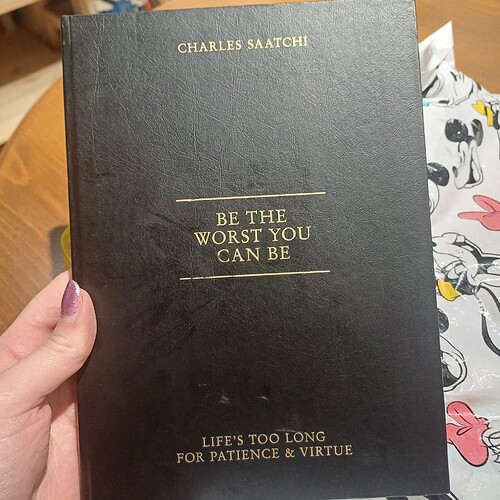 CHARLES SAATCHI
BE THE
WORST YOU
CAN BE
LIFE'S TOO LONG
FOR PATIENCE & VIRTUE